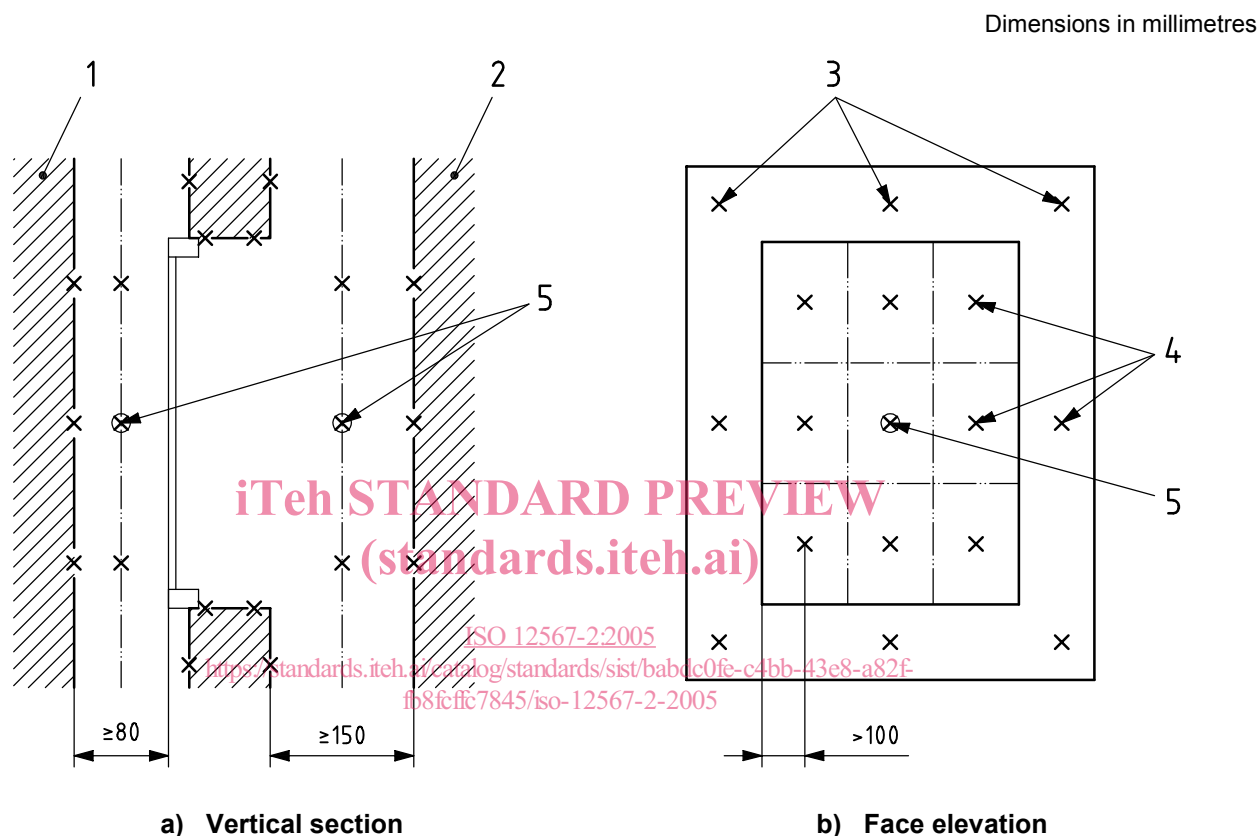 Dimensions in millimetres
1
2
3
5
4
5
iTeh STANDARD PREVIEW
(standards.iteh.ai)
ISO 12567-2:2005
https://standards.iteh.ai/catalog/standards/sist/babdc0fe-c4bb-43e8-a82f-
fb8fcffc7845/iso-12567-2-2005
≥80
≥150
>100
a) Vertical section
b) Face elevation